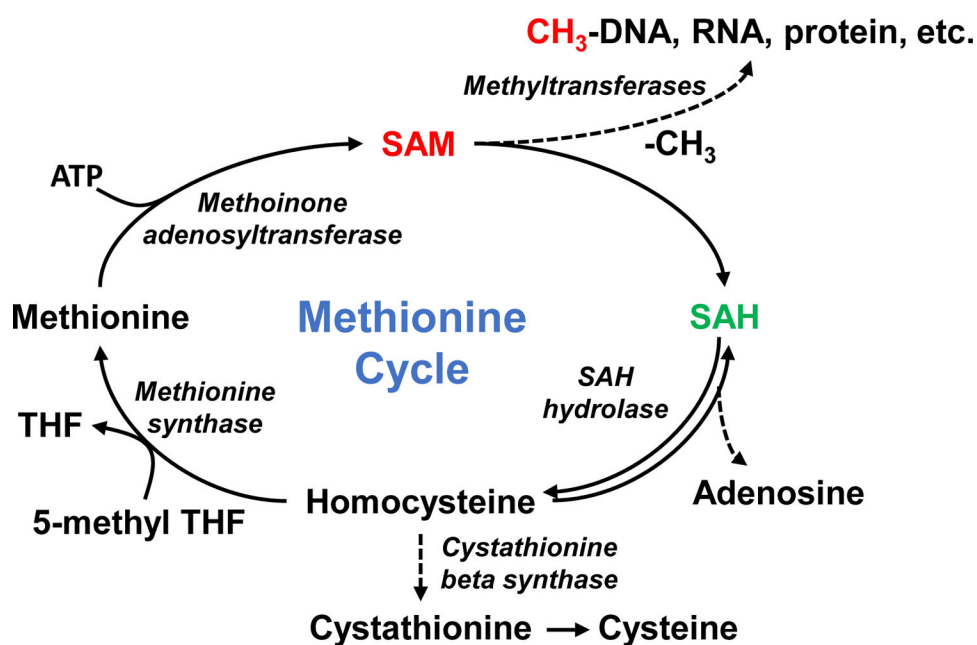 CH₃-DNA, RNA, protein, etc.
Methyltransferases
SAM
-CH₃
ATP
Methoinone
adenosyltransferase
Methionine
Methionine
Cycle
SAH
SAH
hydrolase
Methionine
synthase
THF
5-methyl THF
Homocysteine
Adenosine
Cystathionine
beta synthase
Cystathionine
Cysteine